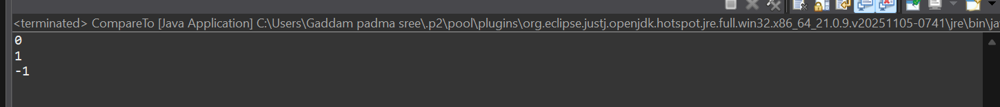 <terminated> CompareTo [Java Application] C:\Users\Gaddam padma sree\.p2\pool\plugins\org.eclipse.justj.openjdk.hotspot.jre.full.win32.x86_64_21.0.9.v20251105-0741\jre\bin\ja
0
1
-1